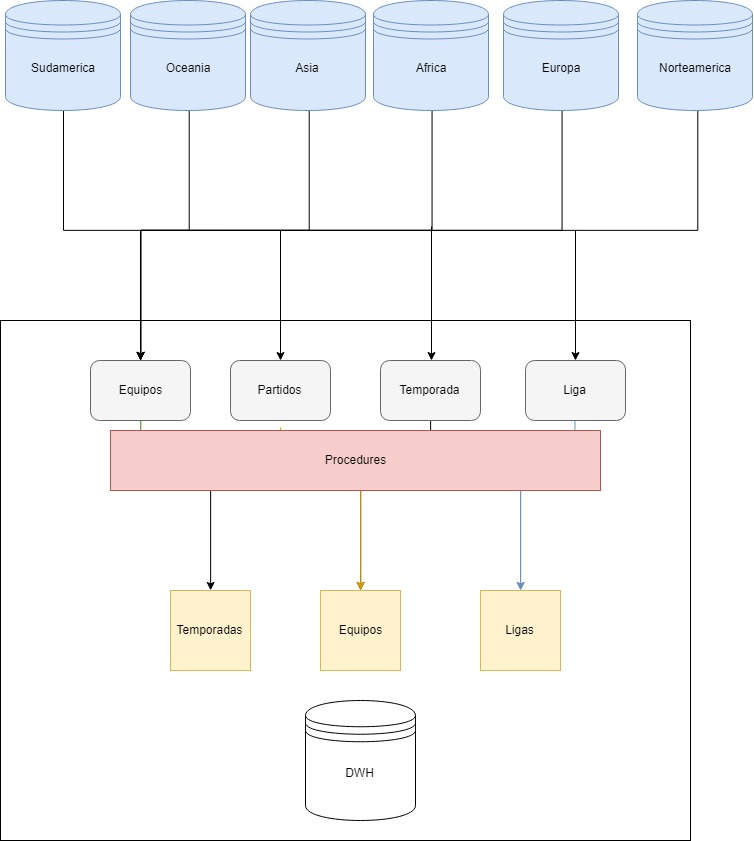 Sudamerica
Oceania
Asia
Africa
Europa
Norteamerica
Equipos
Partidos
Temporada
Liga
Procedures
Temporadas
Equipos
Ligas
DWH